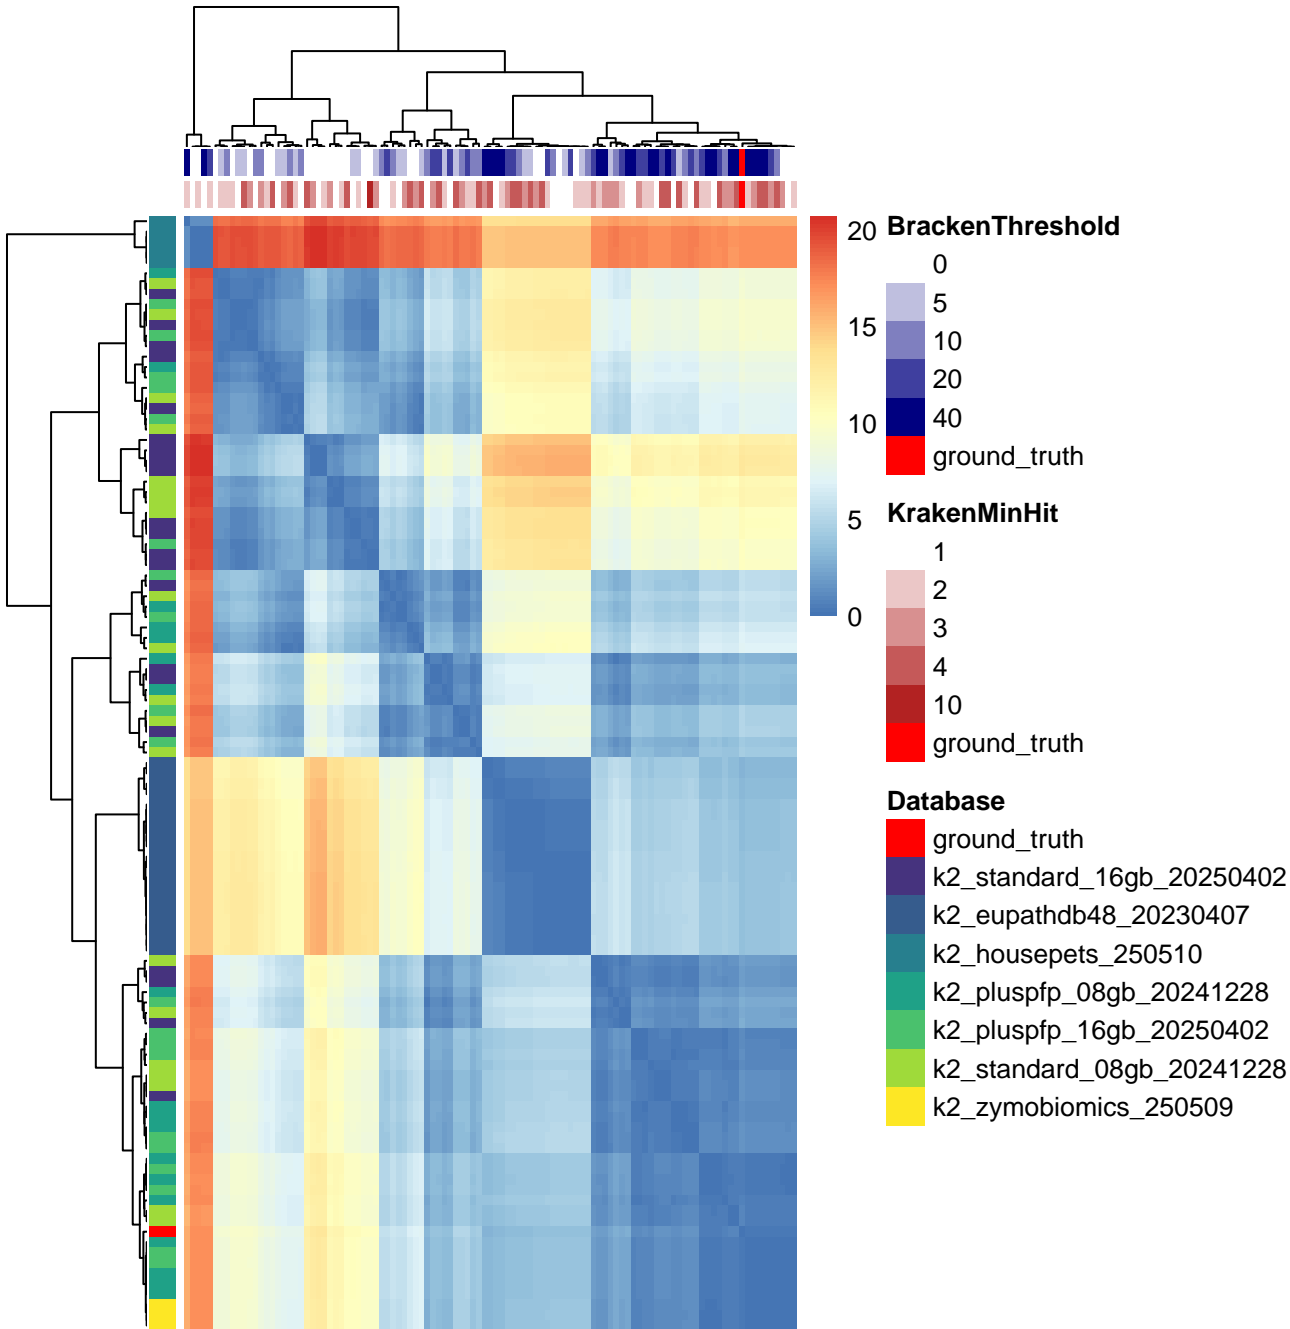 20
15
10
5
0
BrackenThreshold
0
5
10
20
40
ground_truth
KrakenMinHit
1
2
3
4
10
ground_truth
Database
ground_truth
k2_standard_16gb_20250402
k2_eupathdb48_20230407
k2_housepets_250510
k2_pluspfp_08gb_20241228
k2_pluspfp_16gb_20250402
k2_standard_08gb_20241228
k2_zymobiomics_250509